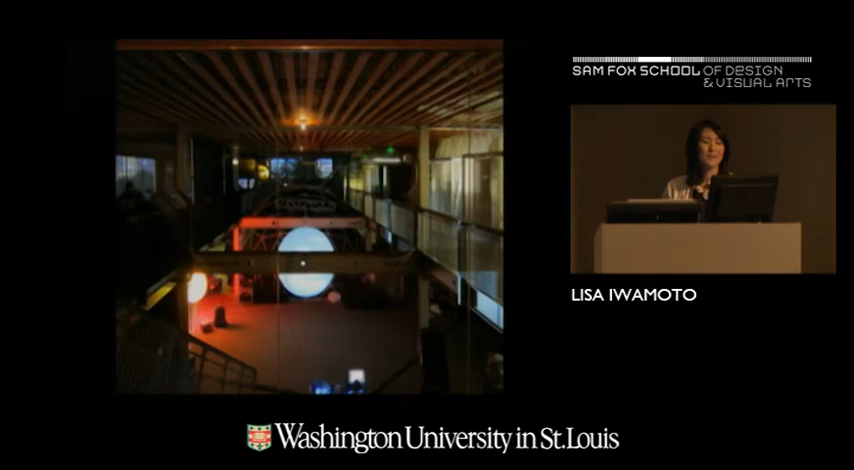 SAM FOX SCHOOL OF DESIGN
& VISUAL ARTS
LISA IWAMOTO
Washington University in St. Louis